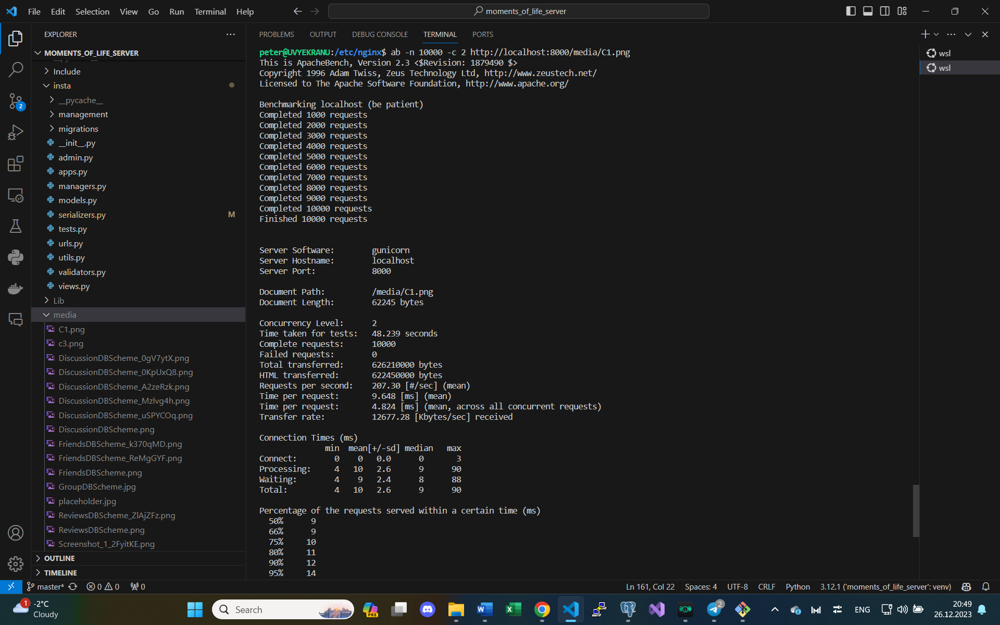 File Edit Selection View Go Run Terminal Help
moments_of_life_server
EXPLORER
MOMENTS_OF_LIFE_SERVER
Include
insta
__pycache__
management
migrations
__init__.py
admin.py
apps.py
managers.py
models.py
serializers.py M
tests.py
urls.py
utils.py
validators.py
views.py
Lib
media
C1.png
c3.png
DiscussionDBScheme_0gV7ytX.png
DiscussionDBScheme_0KpUxQ8.png
DiscussionDBScheme_A2zeRzk.png
DiscussionDBScheme_Mzlvg4h.png
DiscussionDBScheme_uSPYCOq.png
DiscussionDBScheme.png
FriendsDBScheme_k370qMD.png
FriendsDBScheme_ReMgGYF.png
FriendsDBScheme.png
GroupDBScheme.jpg
placeholder.jpg
ReviewsDBScheme_ZlAjZFz.png
ReviewsDBScheme.png
Screenshot_1_2FyitKE.png
OUTLINE
TIMELINE
2
PROBLEMS OUTPUT DEBUG CONSOLE TERMINAL PORTS
wsl
wsl
peter@UVYEKRANU:/etc/nginx$ ab -n 10000 -c 2 http://localhost:8000/media/C1.png
This is ApacheBench, Version 2.3 <$Revision: 1879490 $>
Copyright 1996 Adam Twiss, Zeus Technology Ltd, http://www.zeustech.net/
Licensed to The Apache Software Foundation, http://www.apache.org/
Benchmarking localhost (be patient)
Completed 1000 requests
Completed 2000 requests
Completed 3000 requests
Completed 4000 requests
Completed 5000 requests
Completed 6000 requests
Completed 7000 requests
Completed 8000 requests
Completed 9000 requests
Completed 10000 requests
Finished 10000 requests
Server Software: gunicorn
Server Hostname: localhost
Server Port: 8000
Document Path: /media/C1.png
Document Length: 62245 bytes
Concurrency Level: 2
Time taken for tests: 48.239 seconds
Complete requests: 10000
Failed requests: 0
Total transferred: 626210000 bytes
HTML transferred: 622450000 bytes
Requests per second: 207.30 [#/sec] (mean)
Time per request: 9.648 [ms] (mean)
Time per request: 4.824 [ms] (mean, across all concurrent requests)
Transfer rate: 12677.28 [Kbytes/sec] received
Connection Times (ms)
min mean[+/-sd] median max
Connect: 0 0 0.0 0 3
Processing: 4 10 2.6 9 90
Waiting: 4 9 2.4 8 88
Total: 4 10 2.6 9 90
Percentage of the requests served within a certain time (ms)
50% 9
66% 9
75% 10
80% 11
90% 12
95% 14
master* 0 0 0 Ln 161, Col 22 Spaces: 4 UTF-8 CRLF Python 3.12.1 ('moments_of_life_server': venv)
1 -2°C
Cloudy
Search
PRE
2
ENG
20:49
26.12.2023